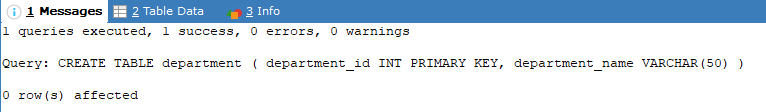 1 Messages 2 Table Data 3 Info
1 queries executed, 1 success, 0 errors, 0 warnings
Query: CREATE TABLE department ( department_id INT PRIMARY KEY, department_name VARCHAR(50) )
0 row(s) affected